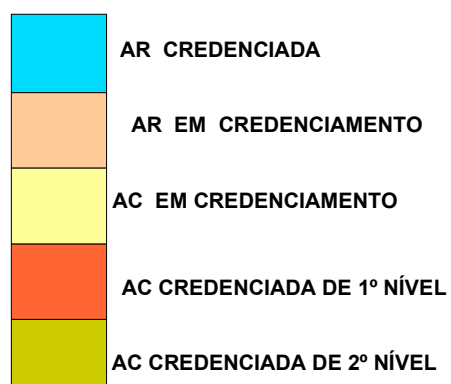 AR CREDENCIADA
AR EM CREDENCIAMENTO
AC EM CREDENCIAMENTO
AC CREDENCIADA DE 1º NÍVEL
AC CREDENCIADA DE 2º NÍVEL